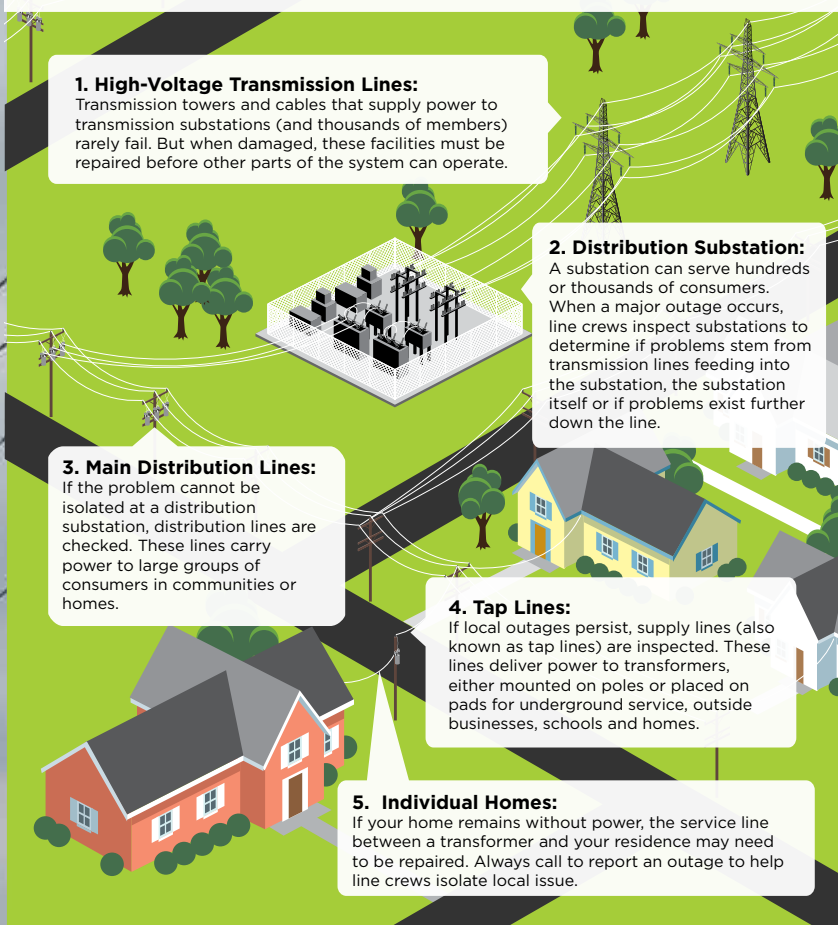 1. High-Voltage Transmission Lines:
Transmission towers and cables that supply power to
transmission substations (and thousands of members)
rarely fail. But when damaged, these facilities must be
repaired before other parts of the system can operate.
2. Distribution Substation:
A substation can serve hundreds
or thousands of consumers.
When a major outage occurs,
line crews inspect substations to
determine if problems stem from
transmission lines feeding into
the substation, the substation
itself or if problems exist further
down the line.
3. Main Distribution Lines:
If the problem cannot be
isolated at a distribution
substation, distribution lines are
checked. These lines carry
power to large groups of
consumers in communities or
homes.
4. Tap Lines:
If local outages persist, supply lines (also
known as tap lines) are inspected. These
lines deliver power to transformers,
either mounted on poles or placed on
pads for underground service, outside
businesses, schools and homes.
5. Individual Homes:
If your home remains without power, the service line
between a transformer and your residence may need
to be repaired. Always call to report an outage to help
line crews isolate local issue.